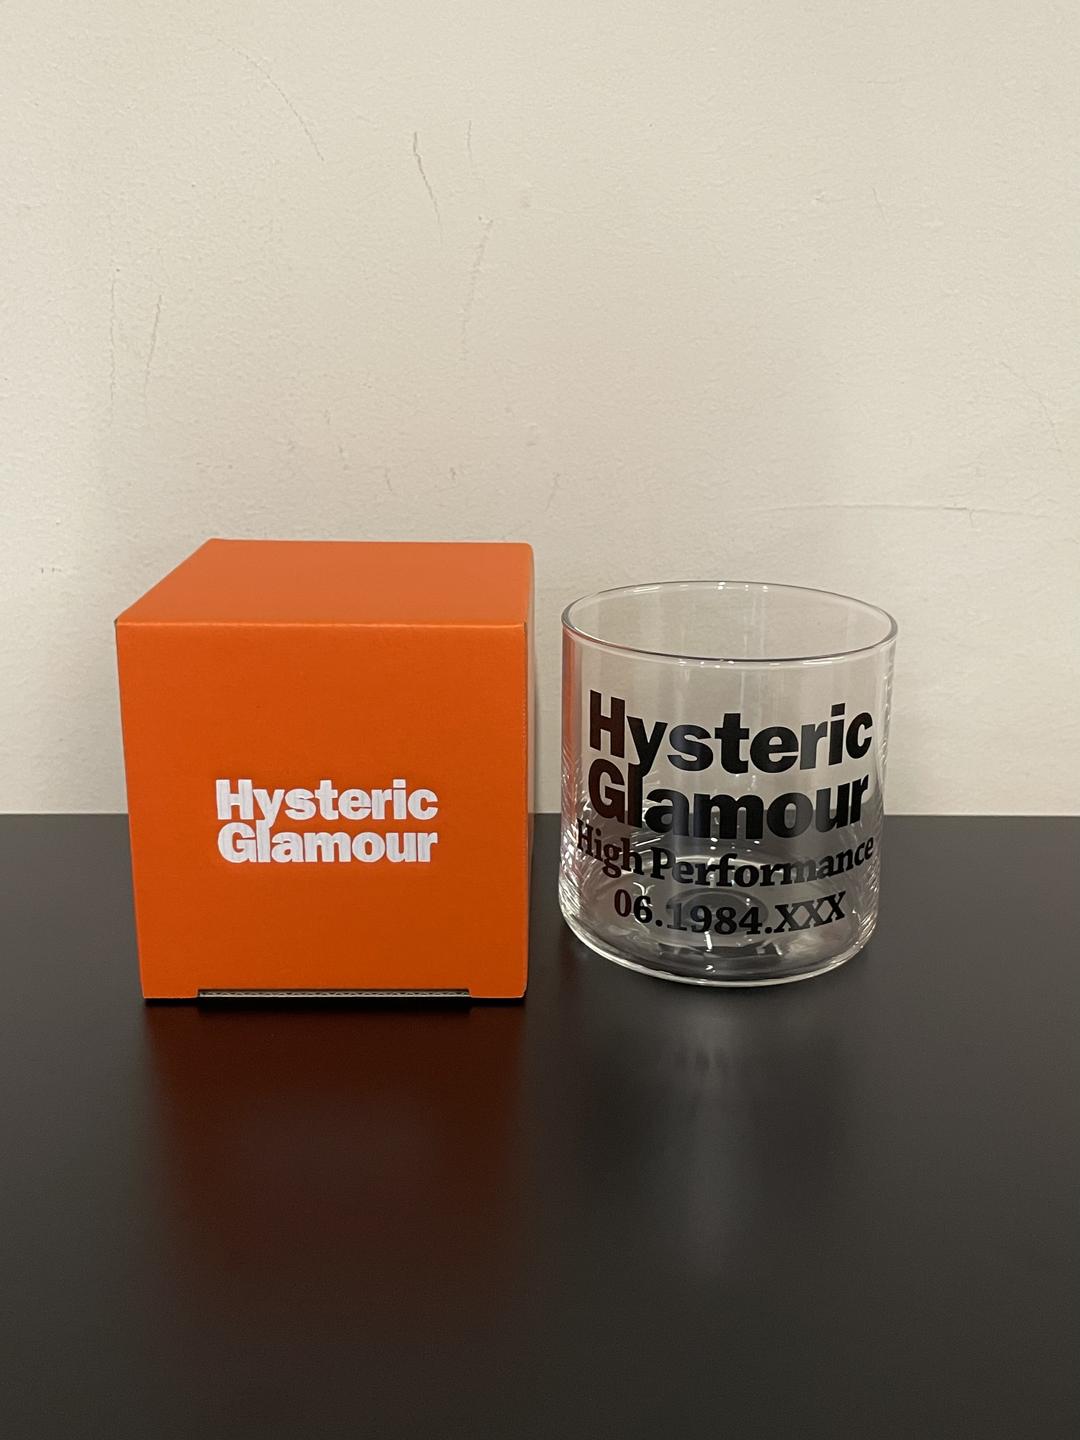 Hysteric
Glamour
Hysteric
Glamour
High Performance
06.1984.XXX